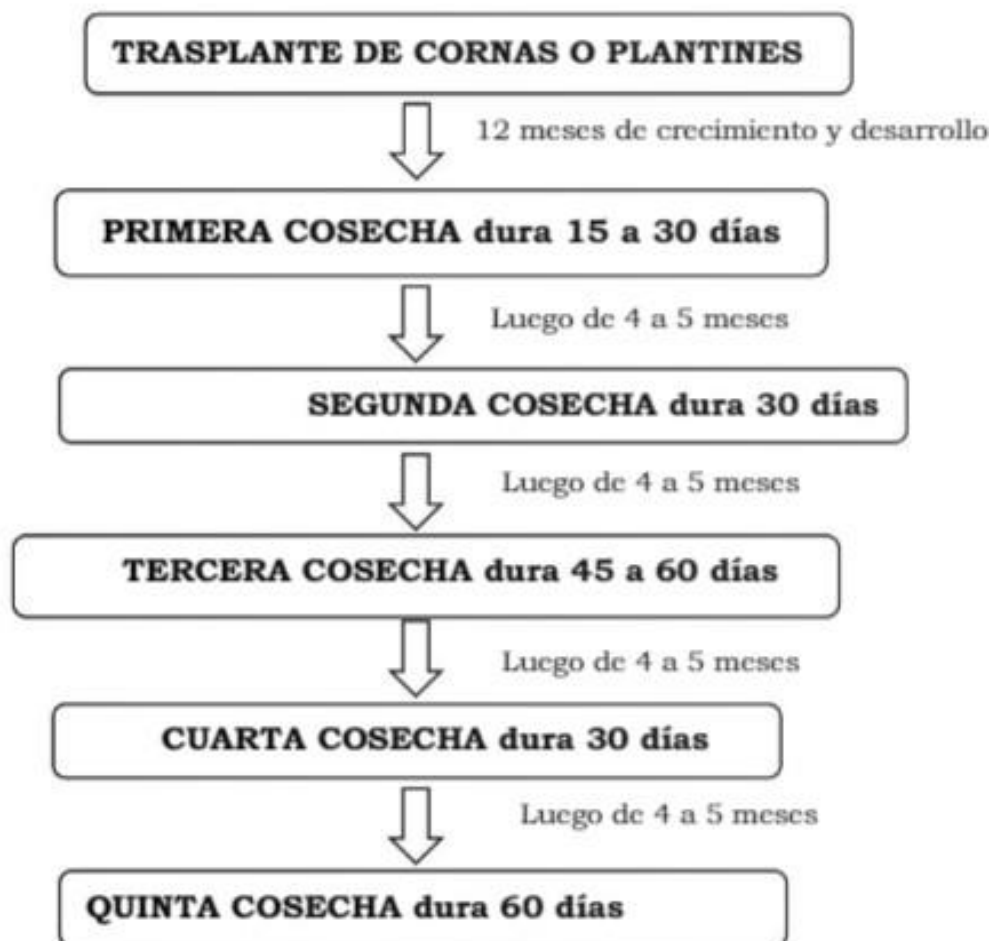 TRASPLANTE DE CORNAS O PLANTINES
12 meses de crecimiento y desarrollo
PRIMERA COSECHA dura 15 a 30 días
Luego de 4 a 5 meses
SEGUNDA COSECHA dura 30 días
Luego de 4 a 5 meses
TERCERA COSECHA dura 45 a 60 días
Luego de 4 a 5 meses
CUARTA COSECHA dura 30 días
Luego de 4 a 5 meses
QUINTA COSECHA dura 60 días